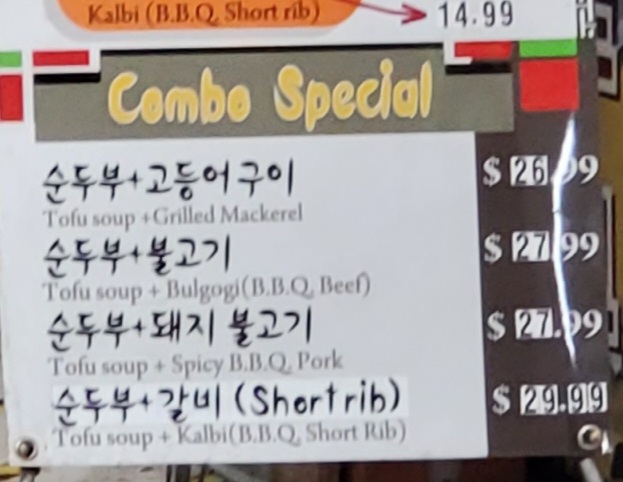 Kalbi (B.B.Q. Short rib) 14.99
Combo Special
순두부+고등어구이 $ 26.99
Tofu soup +Grilled Mackerel
순두부+불고기 $ 27.99
Tofu soup + Bulgogi(B.B.Q. Beef)
순두부+돼지 불고기 $ 27.99
Tofu soup + Spicy B.B.Q. Pork
순두부+갈비 (Short rib) $ 29.99
Tofu soup + Kalbi(B.B.Q. Short Rib)